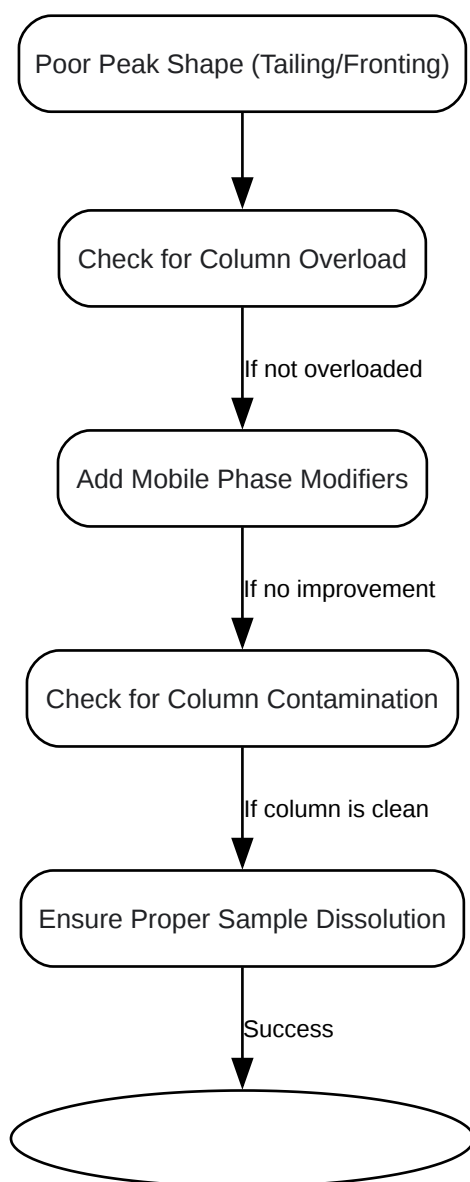 Poor Peak Shape (Tailing/Fronting)
Check for Column Overload
If not overloaded
Add Mobile Phase Modifiers
If no improvement
Check for Column Contamination
If column is clean
Ensure Proper Sample Dissolution
Success